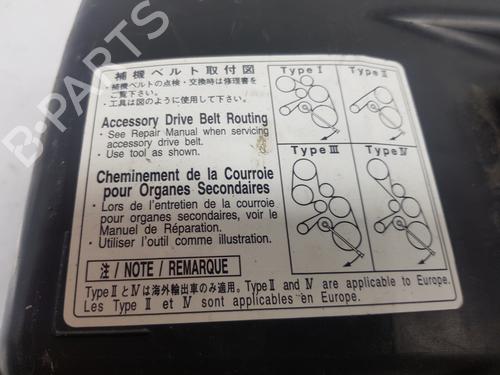 補機ベルト取付図
・補機ベルトの点検・交換時は修理書を
ご覧下さい。
・工具は図のように使用して下さい。
Accessory Drive Belt Routing
• See Repair Manual when servicing
accessory drive belt.
• Use tool as shown.
Cheminement de la Courroie
pour Organes Secondaires
• Lors de l'entretien de la courroie
pour organes secondaires, voir le
Manuel de Réparation.
• Utiliser l'outil comme illustration.
Type Ⅰ
Type Ⅱ
Type Ⅲ
Type Ⅳ
注/NOTE/REMARQUE
Type Ⅱ と Ⅳ は海外輸出車のみ適用。Type Ⅱ and Ⅳ are applicable to Europe.
Les Type Ⅱ et Ⅳ sont applicables en Europe.
B-PARTS